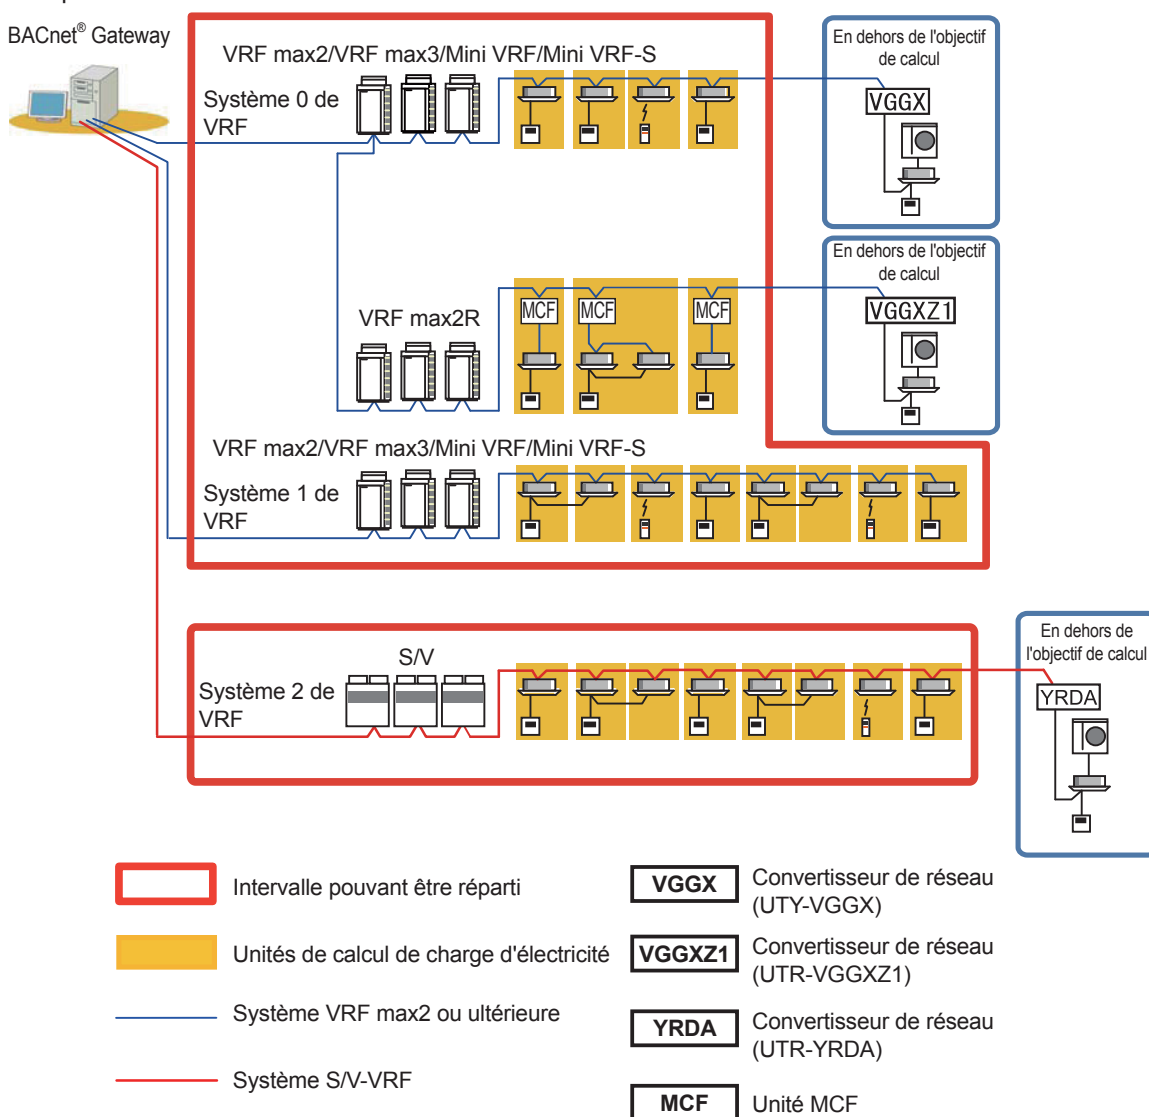 BACnet® Gateway
VRF max2/VRF max3/Mini VRF/Mini VRF-S
Système 0 de
VRF
En dehors de l'objectif
de calcul
VGGX
En dehors de l'objectif
de calcul
VGGXZ1
VRF max2R
MCF
MCF
MCF
VRF max2/VRF max3/Mini VRF/Mini VRF-S
Système 1 de
VRF
S/V
Système 2 de
VRF
En dehors de
l'objectif de calcul
YRDA
Intervalle pouvant être réparti
Unités de calcul de charge d'électricité
Système VRF max2 ou ultérieure
Système S/V-VRF
VGGX
Convertisseur de réseau
(UTY-VGGX)
VGGXZ1
Convertisseur de réseau
(UTR-VGGXZ1)
YRDA
Convertisseur de réseau
(UTR-YRDA)
MCF
Unité MCF